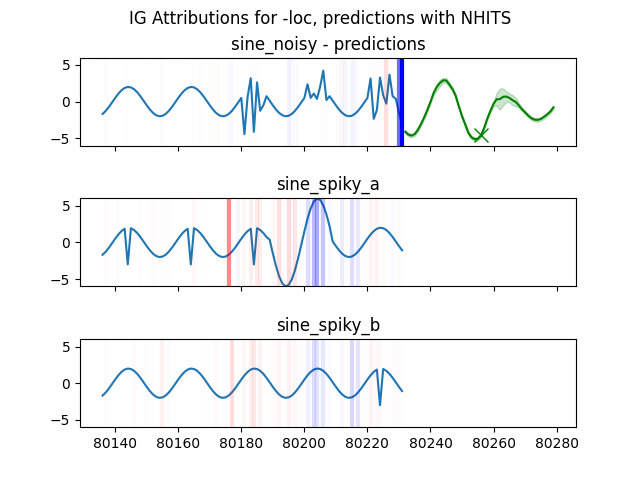 IG Attributions for -loc, predictions with NHITS
sine_noisy - predictions
5
0
−5
sine_spiky_a
5
0
−5
sine_spiky_b
5
0
−5
80140 80160 80180 80200 80220 80240 80260 80280